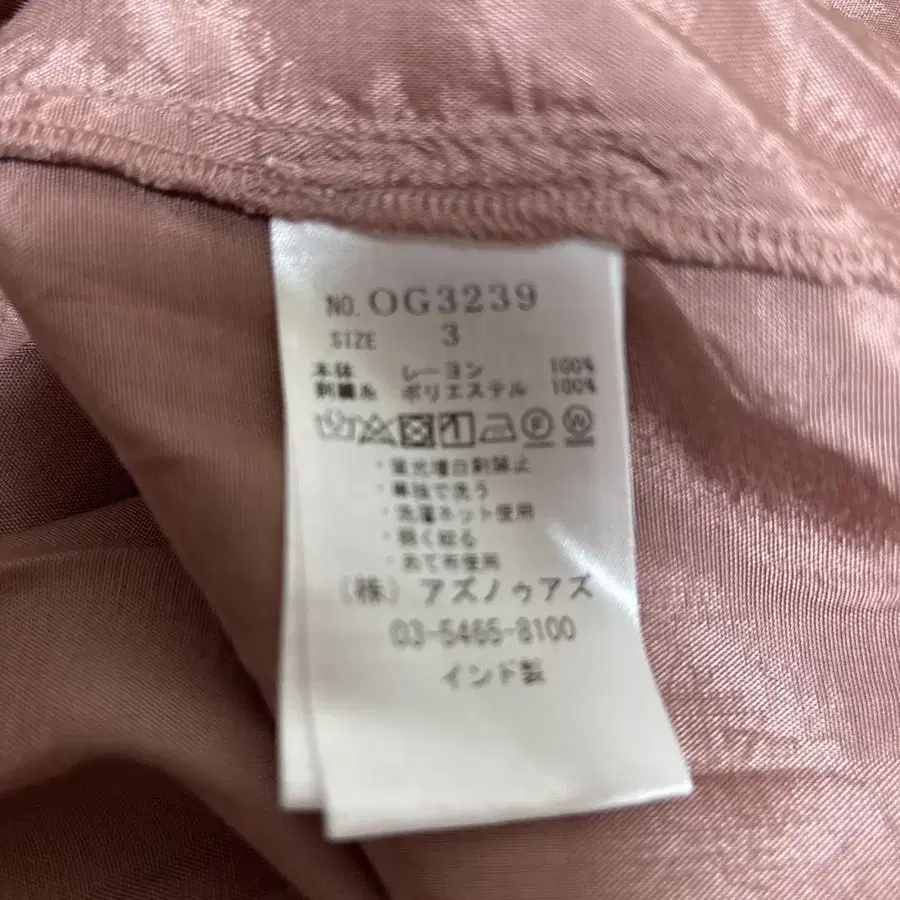 NO. OG3239
SIZE 3
本体 レーヨン 100%
刺繍糸 ポリエステル 100%
・蛍光増白剤禁止
・単独で洗う
・洗濯ネット使用
・弱く絞る
・あて布使用
(株) アズノゥアズ
03-5465-8100
インド製